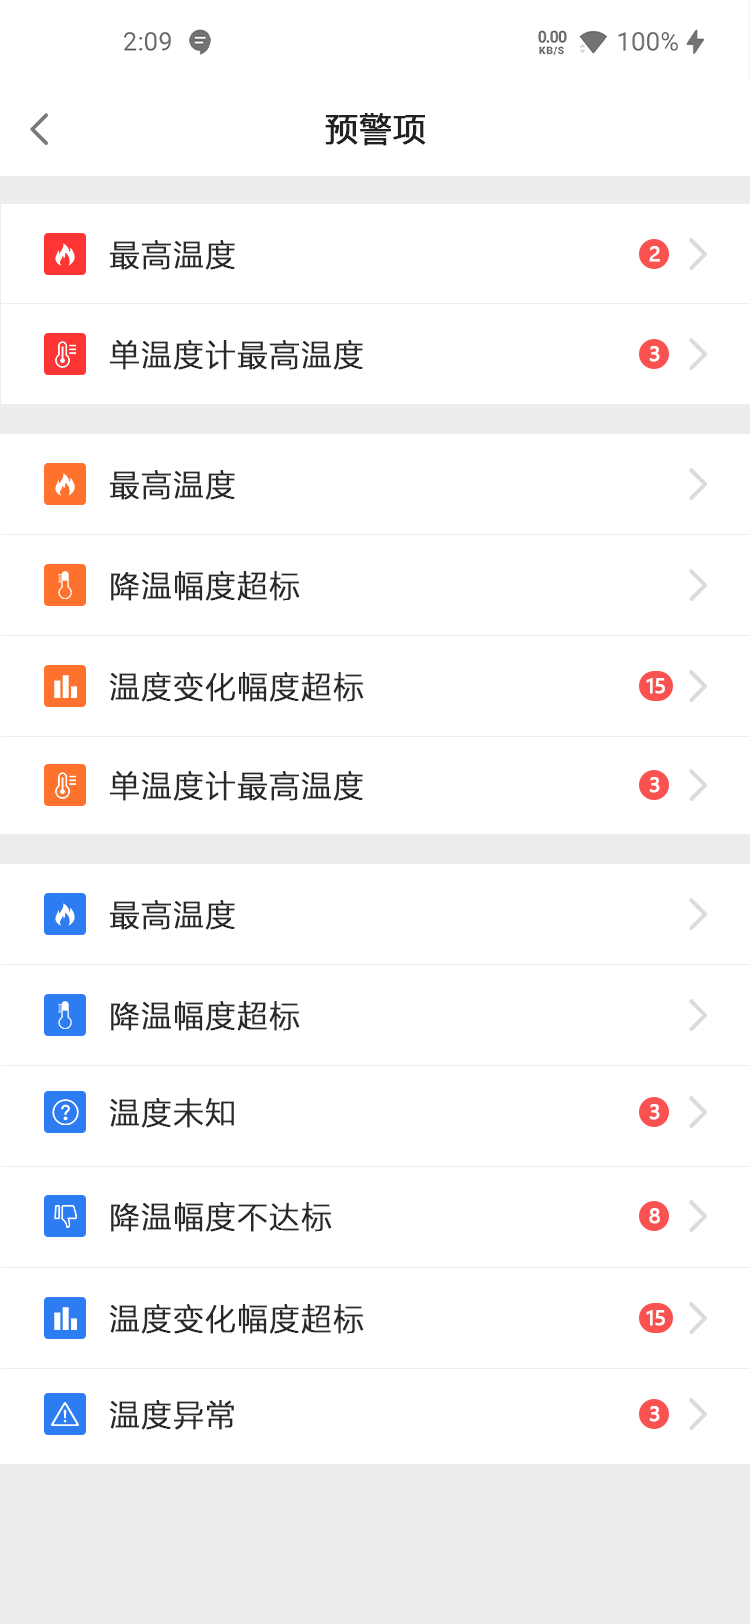 2:09 0.00 KB/S 100%
预警项
最高温度 2
单温度计最高温度 3
最高温度
降温幅度超标
温度变化幅度超标 15
单温度计最高温度 3
最高温度
降温幅度超标
? 温度未知 3
降温幅度不达标 8
温度变化幅度超标 15
! 温度异常 3